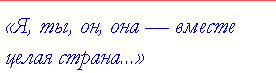 «Я, ты, он, она — вместе
целая страна...»